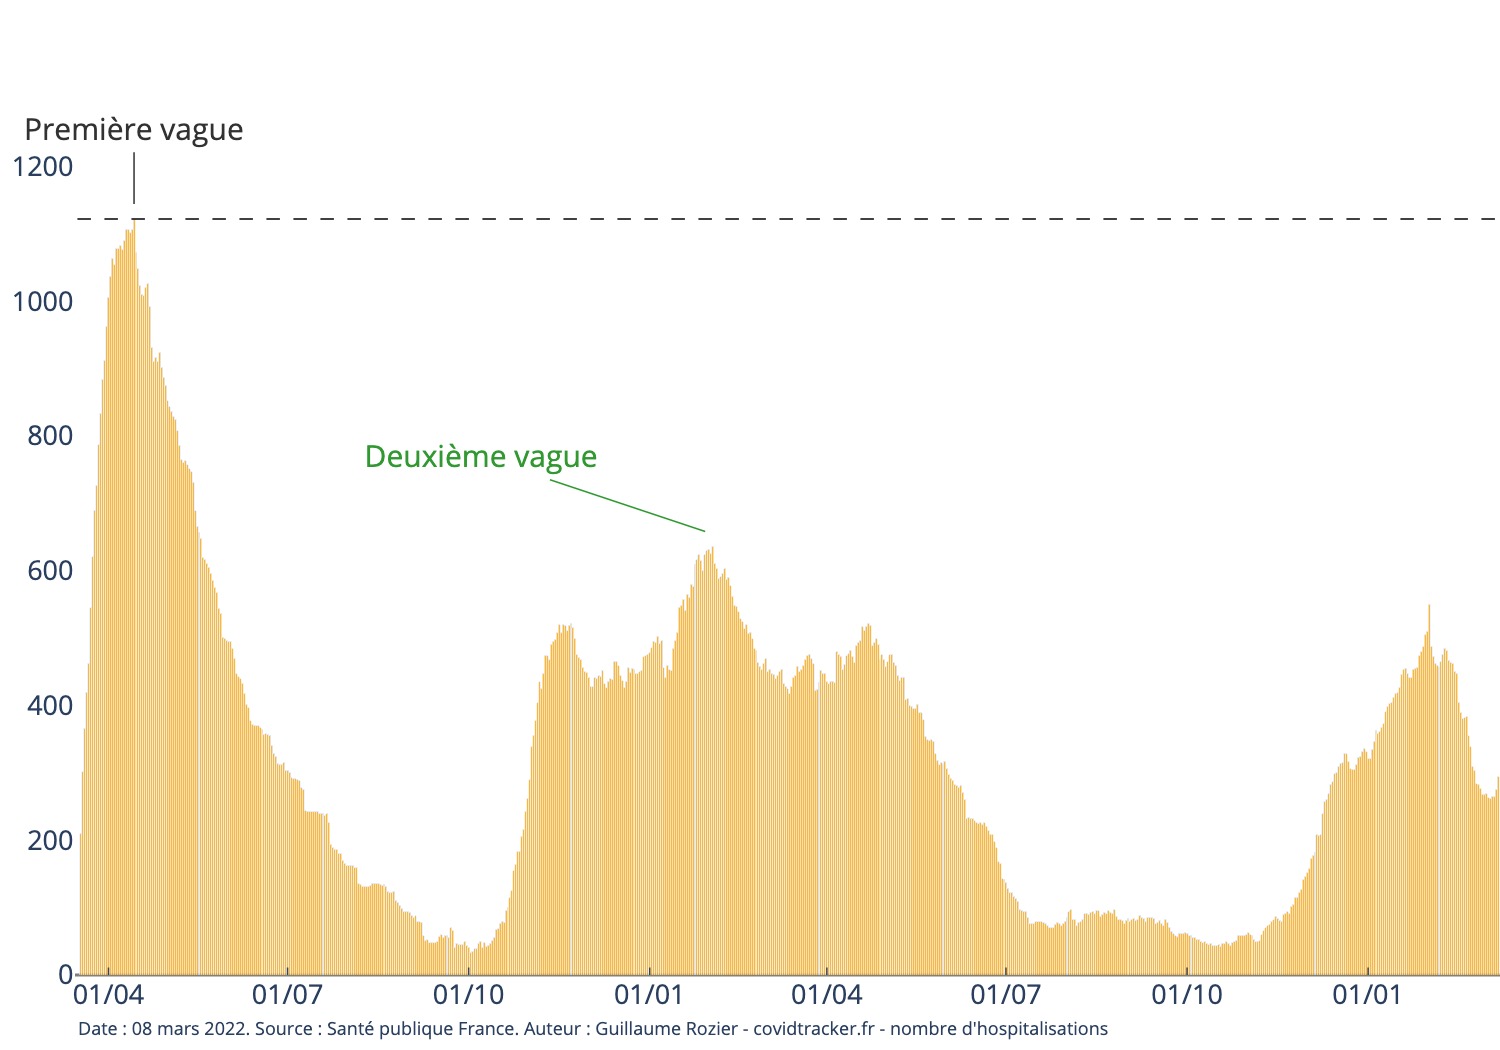 Première vague
1200
1000
800
Deuxième vague
600
400
200
0
01/04 01/07 01/10 01/01 01/04 01/07 01/10 01/01
Date : 08 mars 2022. Source : Santé publique France. Auteur : Guillaume Rozier - covidtracker.fr - nombre d'hospitalisations